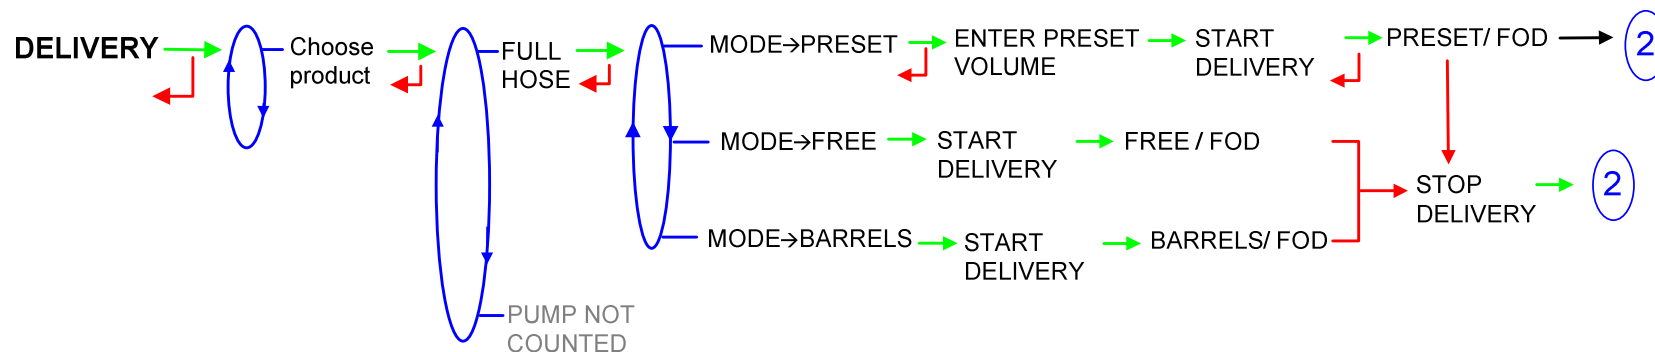 DELIVERY
Choose
product
FULL
HOSE
MODE→PRESET
ENTER PRESET
VOLUME
START
DELIVERY
PRESET/ FOD
2
MODE→FREE
START
DELIVERY
FREE / FOD
STOP
DELIVERY
2
MODE→BARRELS
START
DELIVERY
BARRELS/ FOD
PUMP NOT
COUNTED